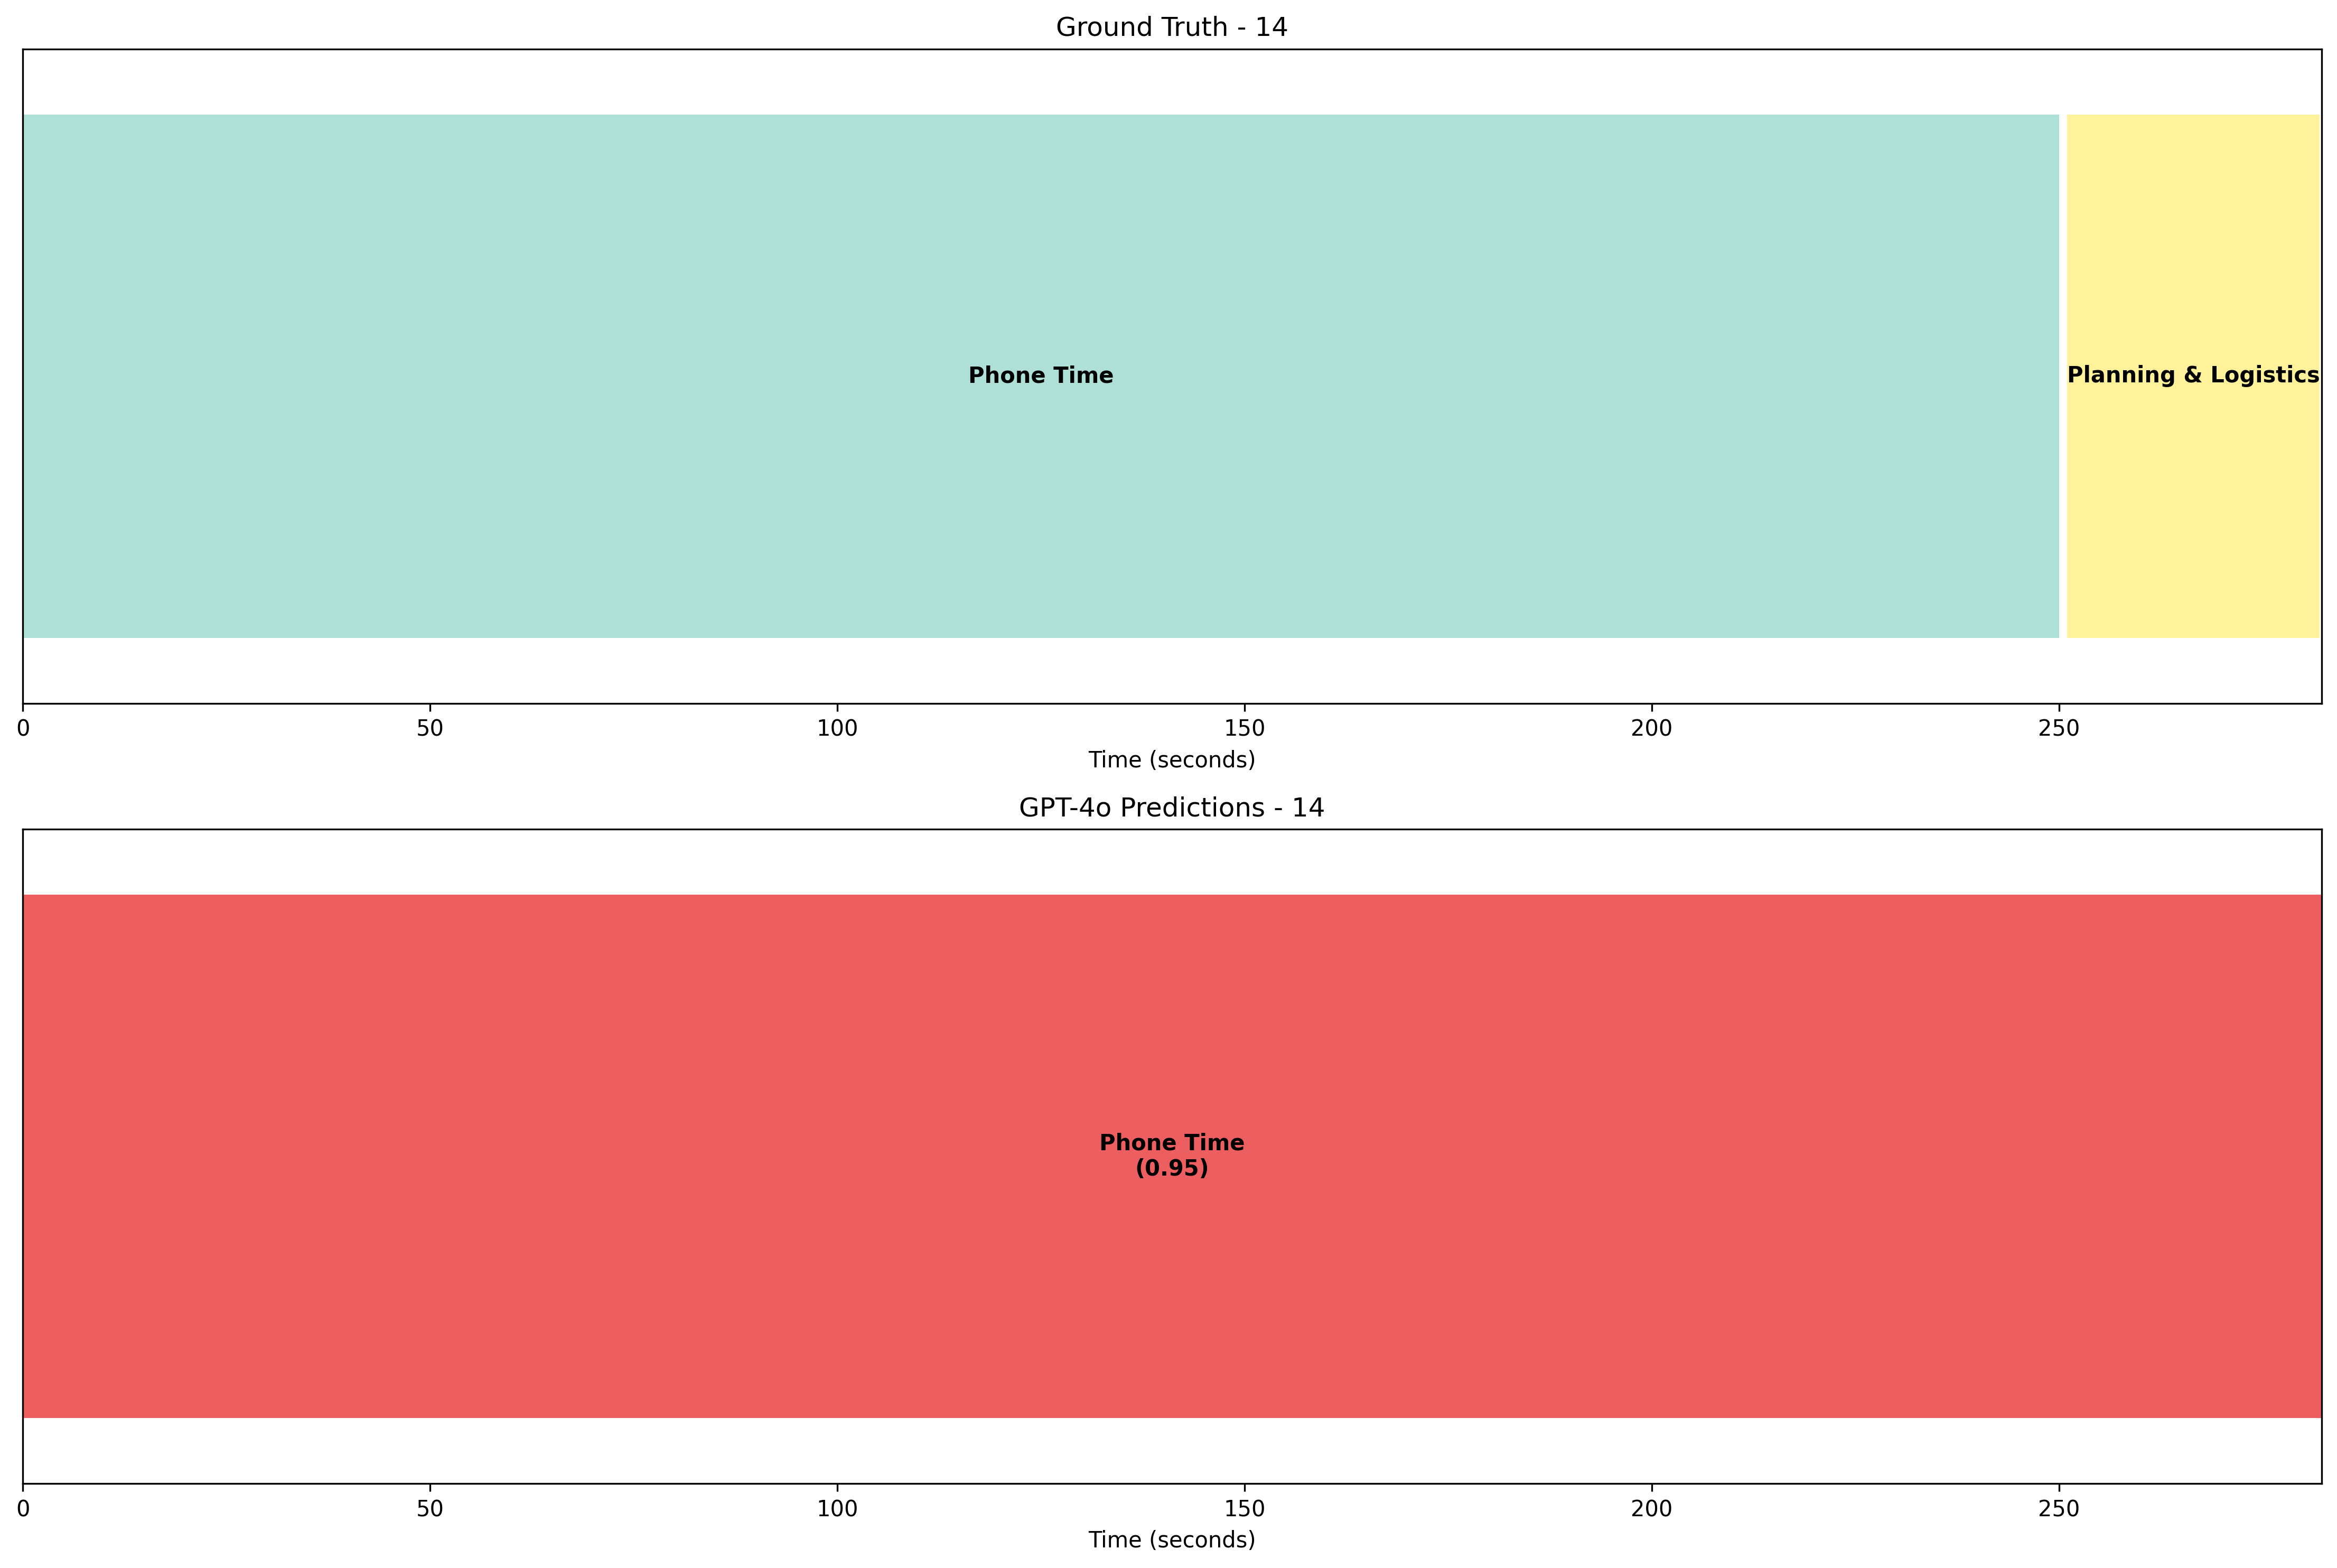 Ground Truth - 14
Phone Time
Planning & Logistics
0 50 100 150 200 250
Time (seconds)
GPT-4o Predictions - 14
Phone Time
(0.95)
0 50 100 150 200 250
Time (seconds)